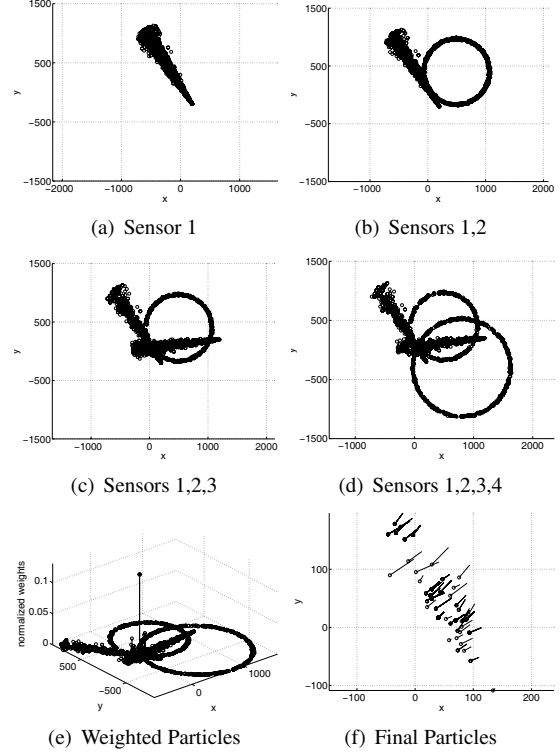 1500
500
y
−500
−1500
−2000 −1000 0 1000
x
(a) Sensor 1
1500
500
y
−500
−1500
−1000 0 1000 2000
x
(b) Sensors 1,2
1500
500
y
−500
−1500
−1000 0 1000 2000
x
(c) Sensors 1,2,3
1500
500
y
−500
−1500
−1000 0 1000 2000
x
(d) Sensors 1,2,3,4
normalized weights
0.1
0.05
0
500
−500
y
0
1000
x
(e) Weighted Particles
100
y
0
−100
−100 0 100 200
x
(f) Final Particles